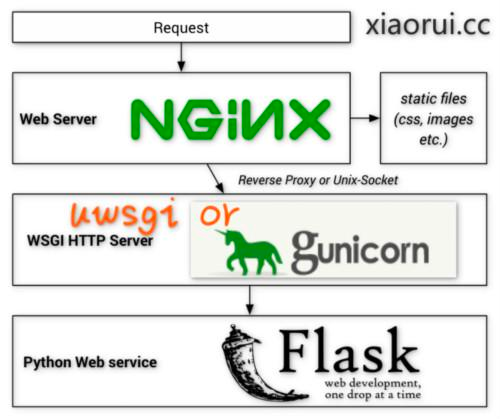 Request
xiaorui.cc
Web Server
NGiNX
static files
(css, images
etc.)
Reverse Proxy or Unix-Socket
uwsgi or
WSGI HTTP Server
gunicorn
Python Web service
Flask
web development,
one drop at a time